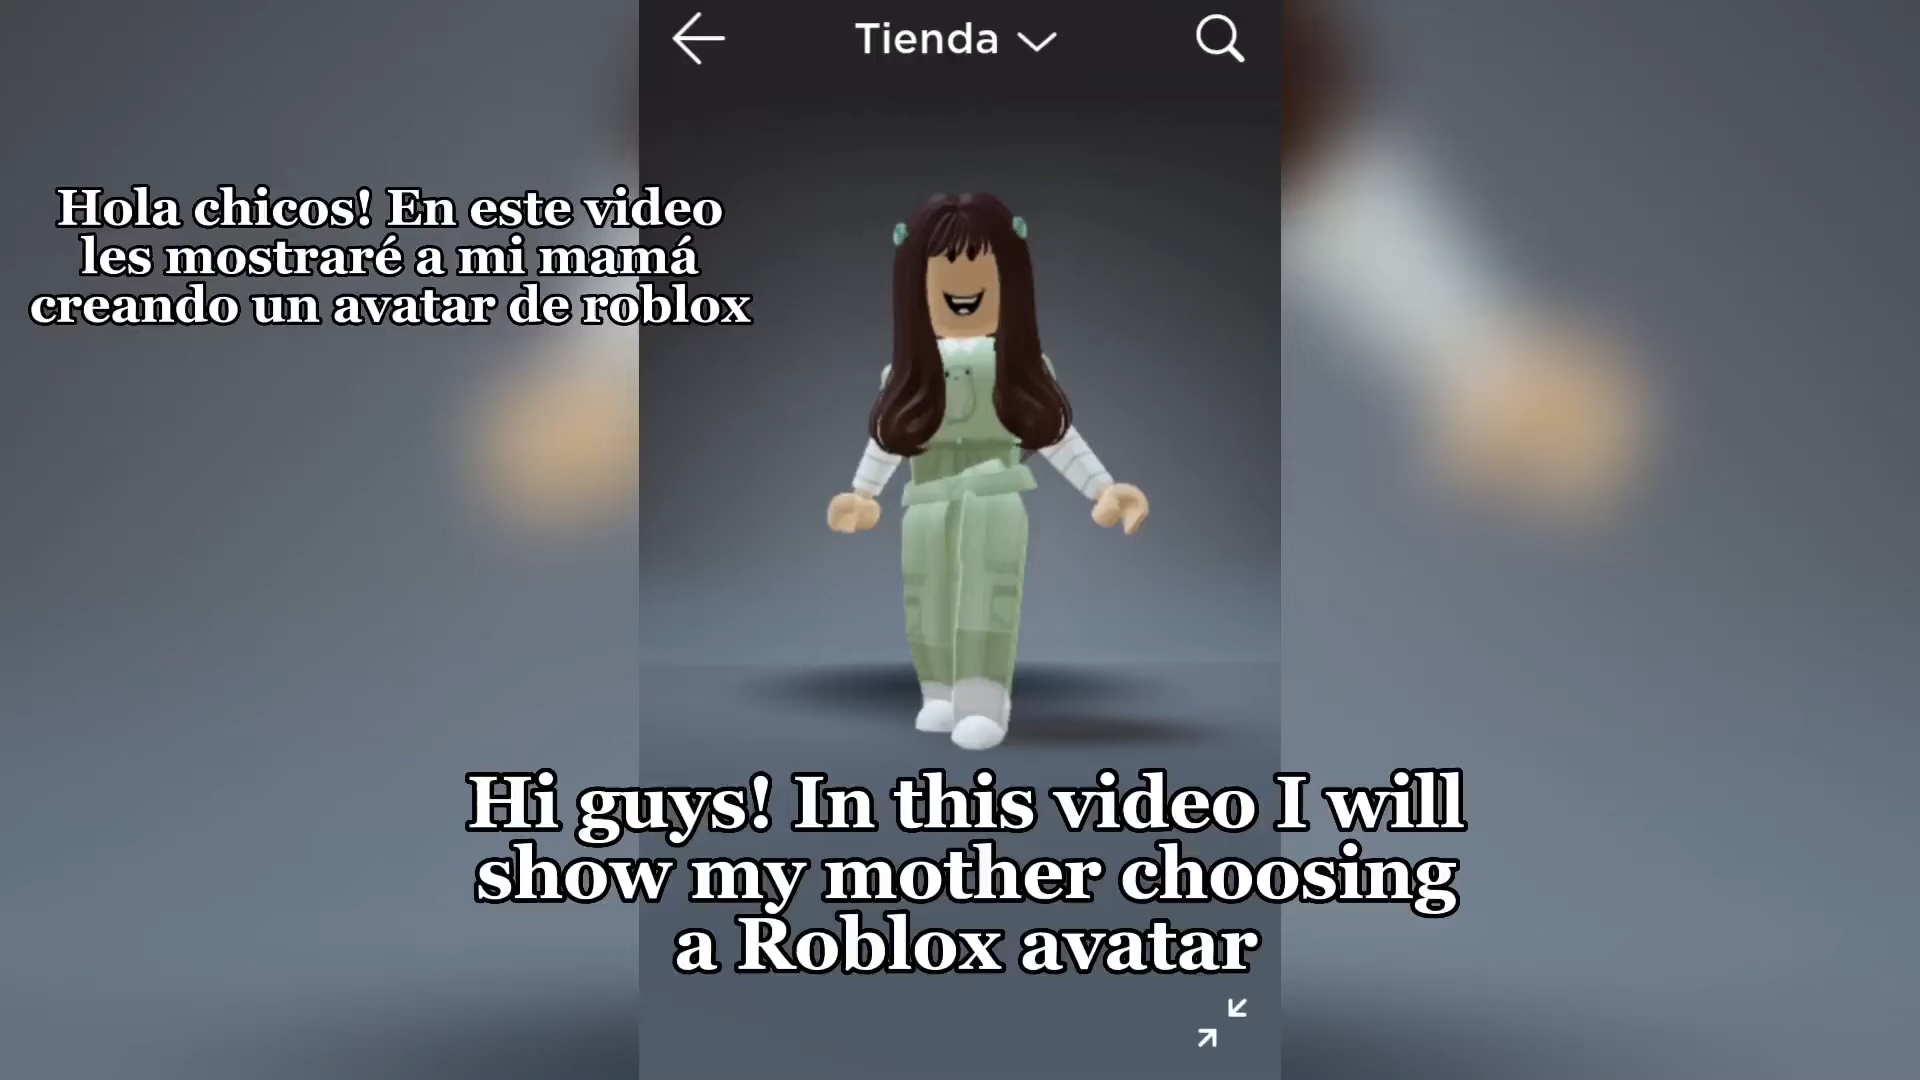 Tienda
Hola chicos! En este video
les mostraré a mi mamá
creando un avatar de roblox
Hi guys! In this video I will
show my mother choosing
a Roblox avatar